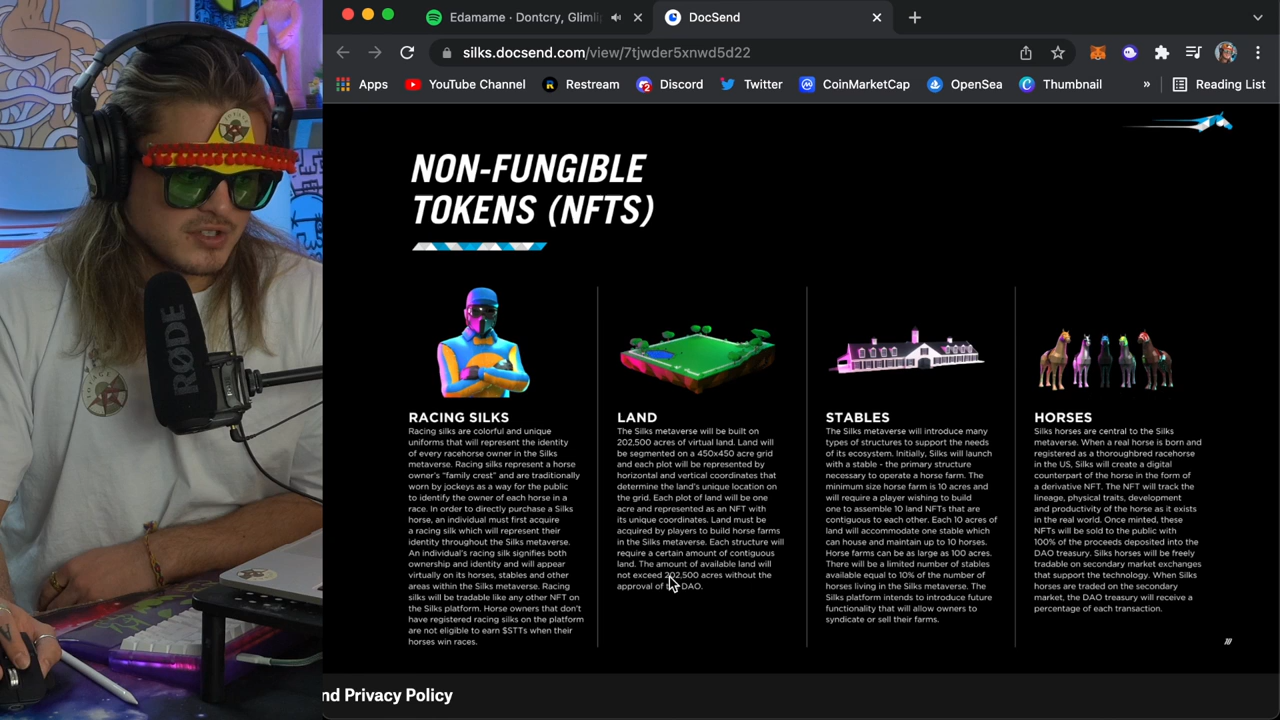 Edamame · Dontcry, Glimli
DocSend
silks.docsend.com/view/7tjwder5xnwd5d22
Apps
YouTube Channel
Restream
Discord
Twitter
CoinMarketCap
OpenSea
Thumbnail
»
Reading List
NON-FUNGIBLE
TOKENS (NFTS)
RØDE
RACING SILKS
Racing silks are colorful and unique
uniforms that will represent the identity
of every racehorse owner in the Silks
metaverse. Racing silks represent a horse
owner's "family crest" and are traditionally
worn by jockeys as a way for the public
to identify the owner of each horse in a
race. In order to directly purchase a Silks
horse, an individual must first acquire
a racing silk which will represent their
identity throughout the Silks metaverse.
An individual's racing silk signifies both
ownership and identity and will appear
virtually on its horses, stables and other
areas within the Silks metaverse. Racing
silks will be tradable like any other NFT on
the Silks platform. Horse owners that don't
have registered racing silks on the platform
are not eligible to earn $STTs when their
horses win races.
LAND
The Silks metaverse will be built on
202,500 acres of virtual land. Land will
be segmented on a 450x450 acre grid
and each plot will be represented by
horizontal and vertical coordinates that
determine the land's unique location on
the grid. Each plot of land will be one
acre and represented as an NFT with
its unique coordinates. Land must be
acquired by players to build horse farms
in the Silks metaverse. Each structure will
require a certain amount of contiguous
land. The amount of available land will
not exceed 202,500 acres without the
approval of DAO.
STABLES
The Silks metaverse will introduce many
types of structures to support the needs
of its ecosystem. Initially, Silks will launch
with a stable - the primary structure
necessary to operate a horse farm. The
minimum size horse farm is 10 acres and
will require a player wishing to build
one to assemble 10 land NFTs that are
contiguous to each other. Each 10 acres of
land will accommodate one stable which
can house and maintain up to 10 horses.
Horse farms can be as large as 100 acres.
There will be a limited number of stables
available equal to 10% of the number of
horses living in the Silks metaverse. The
Silks platform intends to introduce future
functionality that will allow owners to
syndicate or sell their farms.
HORSES
Silks horses are central to the Silks
metaverse. When a real horse is born and
registered as a thoroughbred racehorse
in the US, Silks will create a digital
counterpart of the horse in the form of
a derivative NFT. The NFT will track the
lineage, physical traits, development
and productivity of the horse as it exists
in the real world. Once minted, these
NFTs will be sold to the public with
100% of the proceeds deposited into the
DAO treasury. Silks horses will be freely
tradable on secondary market exchanges
that support the technology. When Silks
horses are traded on the secondary
market, the DAO treasury will receive a
percentage of each transaction.
nd Privacy Policy